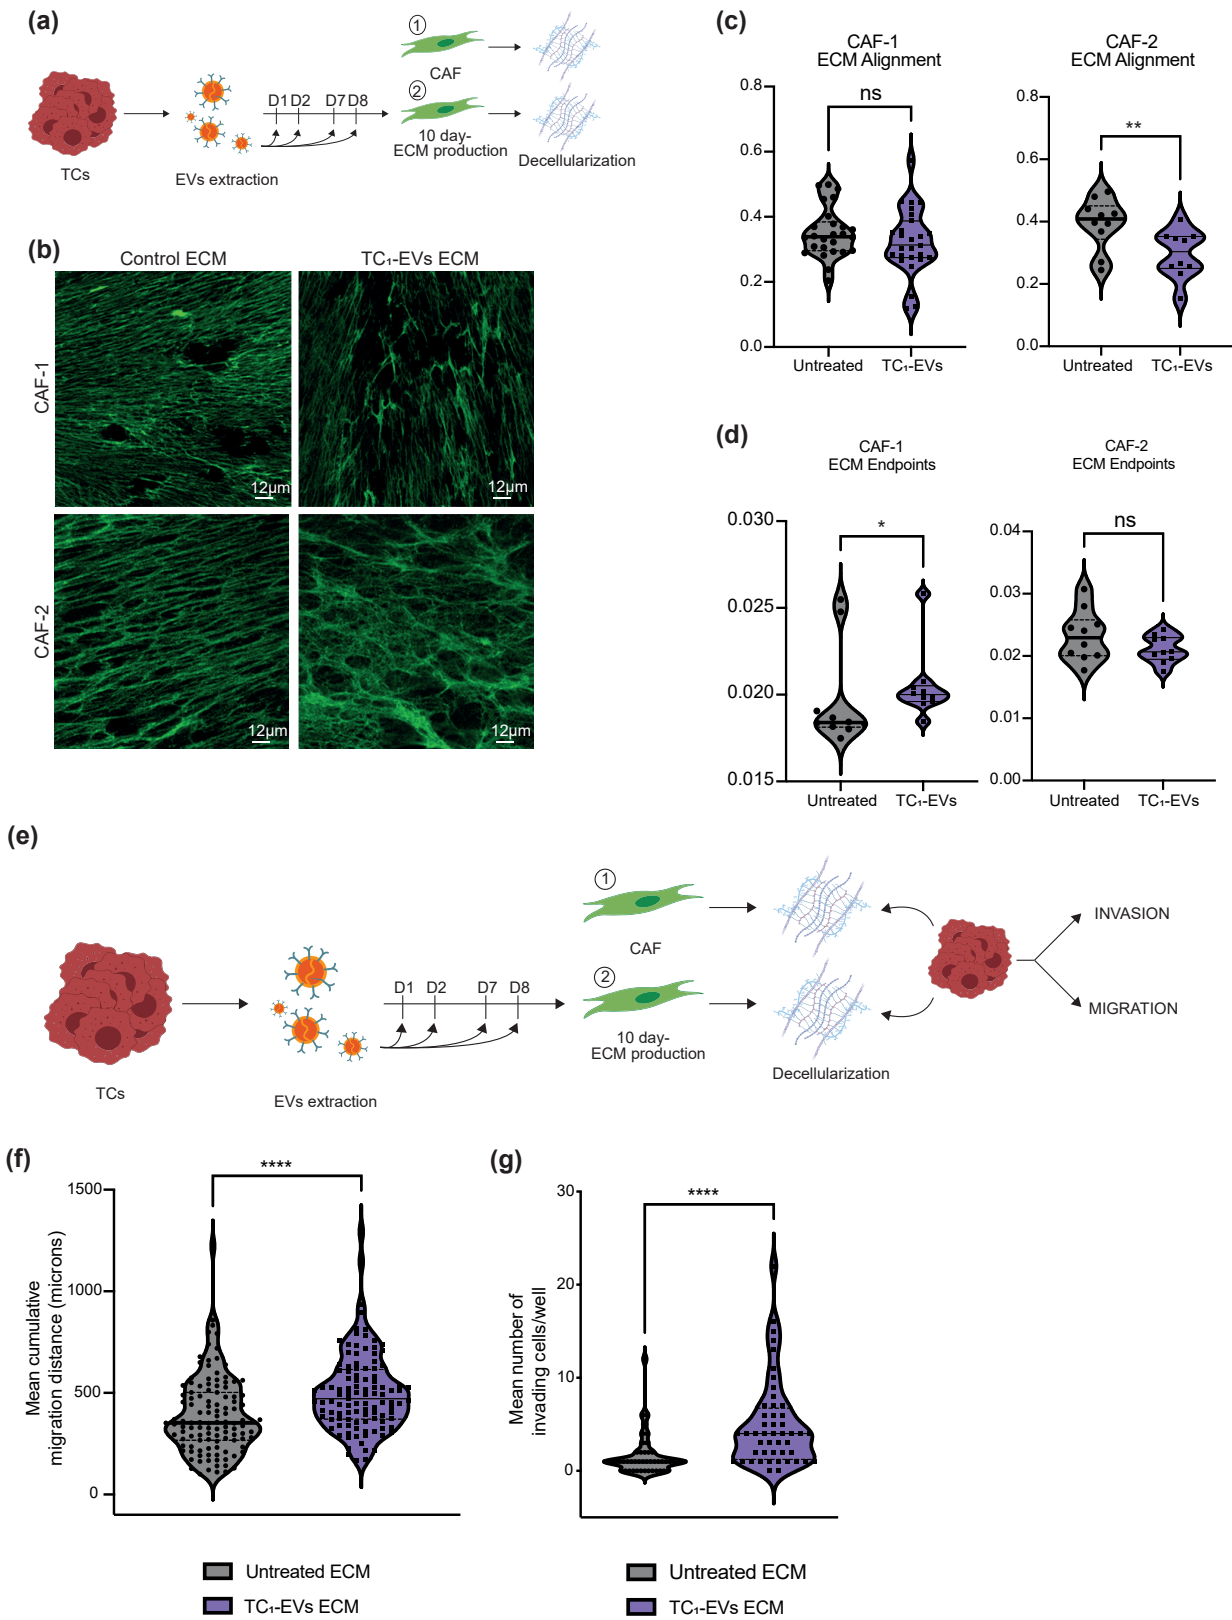 (a)
TCs
EVs extraction
D1 D2 D7 D8
1
CAF
2
10 day-
ECM production
Decellularization
(b)
Control ECM
TC₁-EVs ECM
CAF-1
12µm
12µm
CAF-2
12µm
12µm
(c)
CAF-1
ECM Alignment
ns
0.8
0.6
0.4
0.2
0.0
Untreated
TC₁-EVs
CAF-2
ECM Alignment
**
0.8
0.6
0.4
0.2
0.0
Untreated
TC₁-EVs
(d)
CAF-1
ECM Endpoints
*
0.030
0.025
0.020
0.015
Untreated
TC₁-EVs
CAF-2
ECM Endpoints
ns
0.04
0.03
0.02
0.01
0.00
Untreated
TC₁-EVs
(e)
TCs
EVs extraction
D1 D2 D7 D8
1
CAF
2
10 day-
ECM production
Decellularization
INVASION
MIGRATION
(f)
****
Mean cumulative
migration distance (microns)
1500
1000
500
0
Untreated ECM
TC₁-EVs ECM
(g)
****
Mean number of
invading cells/well
30
20
10
0
Untreated ECM
TC₁-EVs ECM